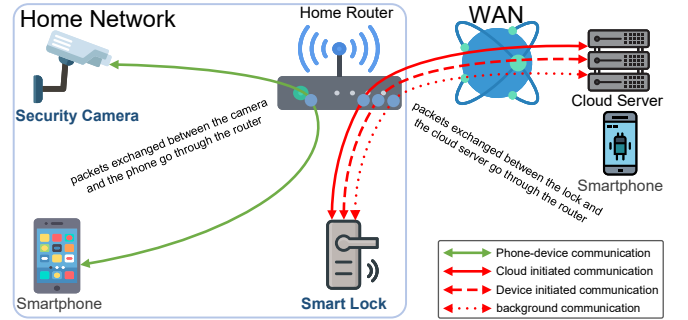 Home Network
Home Router
WAN
Security Camera
Cloud Server
packets exchanged between the camera
and the phone go through the router
packets exchanged between the lock and
the cloud server go through the router
Smartphone
Smartphone
Smart Lock
Phone-device communication
Cloud initiated communication
Device initiated communication
background communication